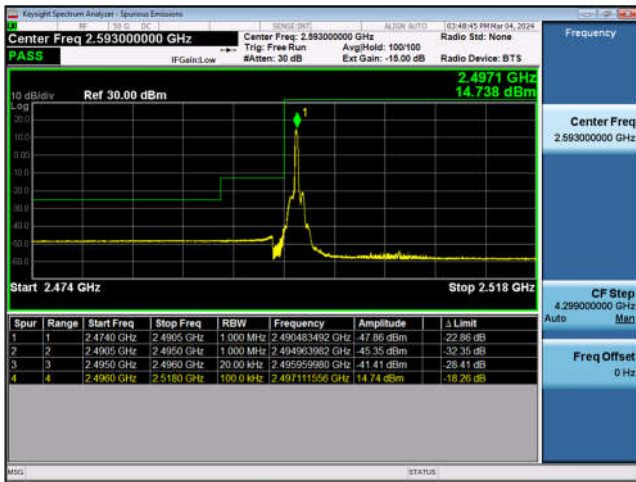 Keysight Spectrum Analyzer - Spurious Emissions
RF 50 Ω DC SENSE:INT ALIGN AUTO 03:48:45 PM Mar 04, 2024
Center Freq 2.593000000 GHz
PASS
IFGain:Low
Center Freq: 2.593000000 GHz
Trig: Free Run Avg|Hold: 100/100
#Atten: 30 dB Ext Gain: -15.00 dB
Radio Std: None
Radio Device: BTS
Frequency
2.4971 GHz
14.738 dBm
10 dB/div Ref 30.00 dBm
Log
20.0
10.0
0.00
10.0
20.0
30.0
40.0
50.0
60.0
1
Start 2.474 GHz Stop 2.518 GHz
Center Freq
2.593000000 GHz
CF Step
4.299000000 GHz
Auto Man
Freq Offset
0 Hz
Spur Range Start Freq Stop Freq RBW Frequency Amplitude Δ Limit
1 1 2.4740 GHz 2.4905 GHz 1.000 MHz 2.490483492 GHz -47.86 dBm -22.86 dB
2 2 2.4905 GHz 2.4950 GHz 1.000 MHz 2.494963982 GHz -45.35 dBm -32.35 dB
3 3 2.4950 GHz 2.4960 GHz 20.00 kHz 2.495959980 GHz -41.41 dBm -28.41 dB
4 4 2.4960 GHz 2.5180 GHz 100.0 kHz 2.497111556 GHz 14.74 dBm -18.26 dB
MSG STATUS